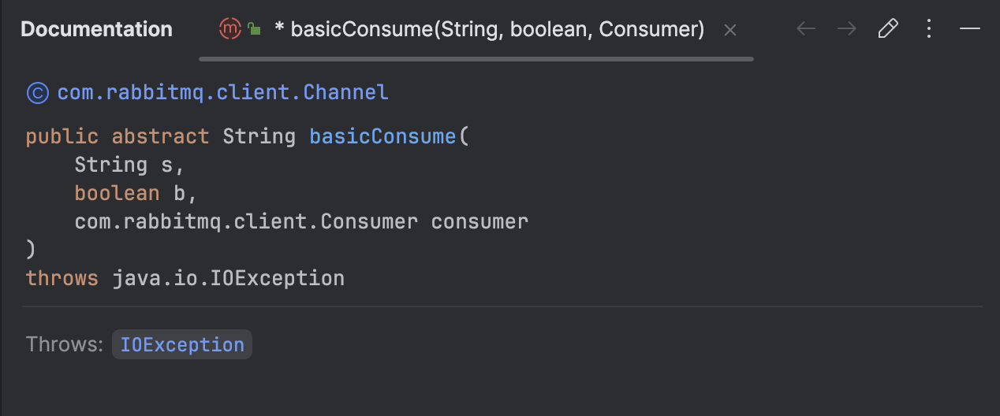 Documentation
* basicConsume(String, boolean, Consumer)
com.rabbitmq.client.Channel
public abstract String basicConsume(
    String s,
    boolean b,
    com.rabbitmq.client.Consumer consumer
)
throws java.io.IOException
Throws: IOException